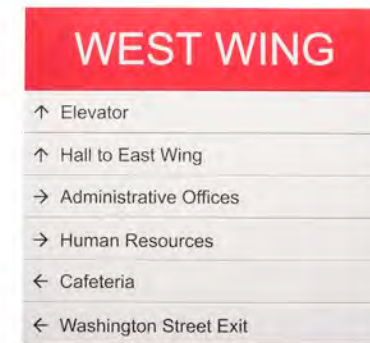 WEST WING
↑ Elevator
↑ Hall to East Wing
→ Administrative Offices
→ Human Resources
← Cafeteria
← Washington Street Exit